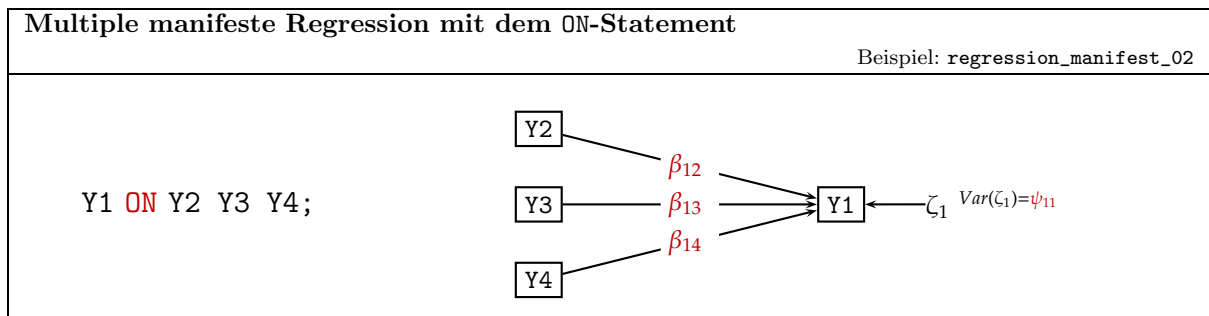 Multiple manifeste Regression mit dem ON-Statement
Beispiel: regression_manifest_02
Y1 ON Y2 Y3 Y4;
Y2
β12
Y3
β13
Y1
ζ1 Var(ζ1)=ψ11
β14
Y4